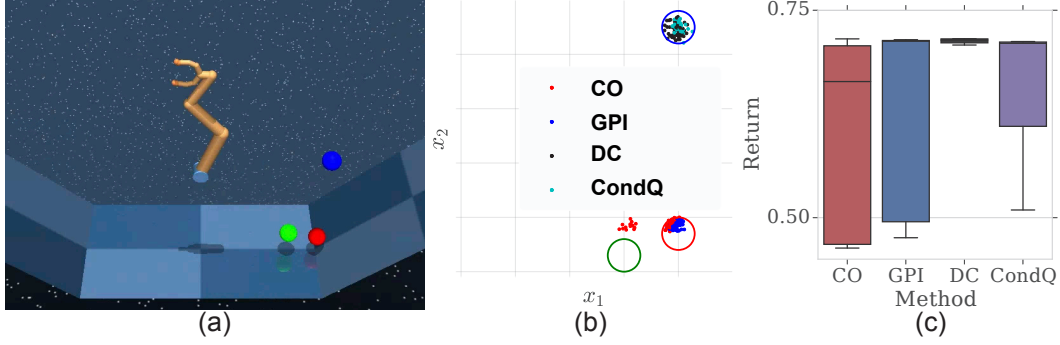 (a)
x₂
CO
GPI
DC
CondQ
x₁
(b)
Return
0.75
0.50
CO GPI DC CondQ
Method
(c)